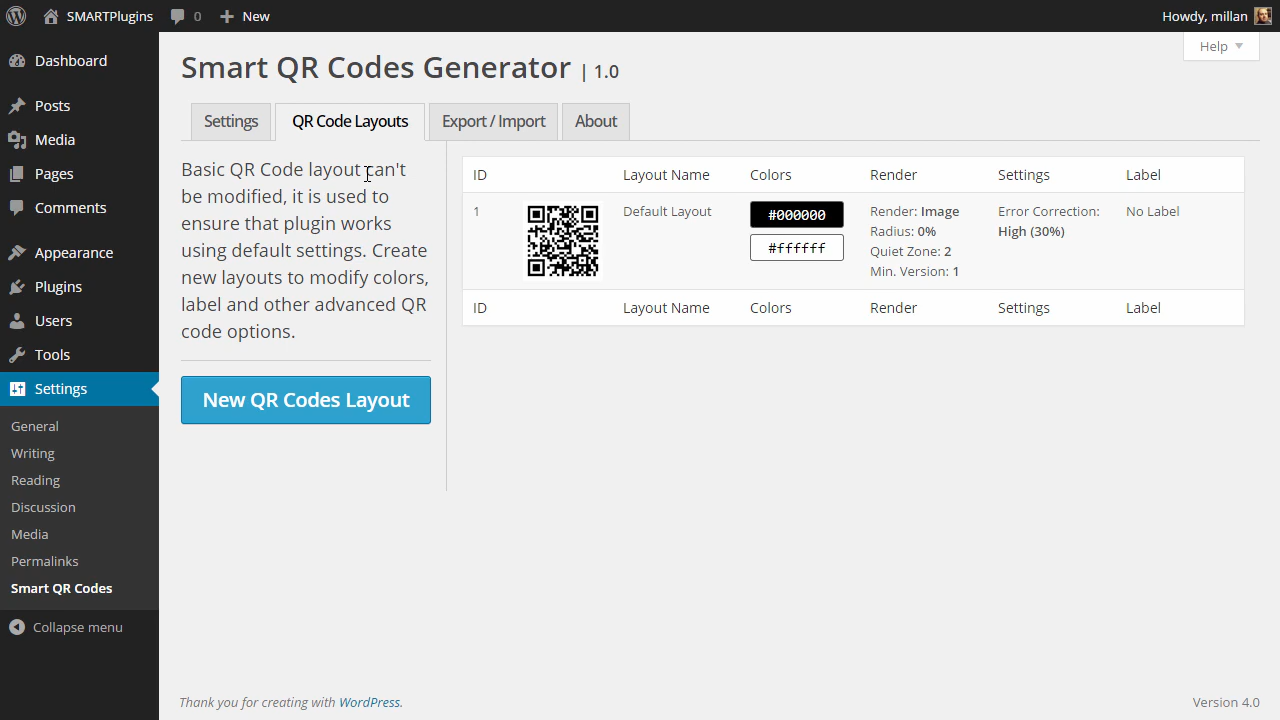 SMARTPlugins
0
New
Howdy, millan
Help
Dashboard
Posts
Media
Pages
Comments
Appearance
Plugins
Users
Tools
Settings
General
Writing
Reading
Discussion
Media
Permalinks
Smart QR Codes
Collapse menu
Smart QR Codes Generator | 1.0
Settings
QR Code Layouts
Export / Import
About
Basic QR Code layout can't
be modified, it is used to
ensure that plugin works
using default settings. Create
new layouts to modify colors,
label and other advanced QR
code options.
New QR Codes Layout
ID Layout Name Colors Render Settings Label
1 Default Layout #000000 Render: Image Error Correction: No Label
Radius: 0% High (30%)
#ffffff Quiet Zone: 2
Min. Version: 1
ID Layout Name Colors Render Settings Label
Thank you for creating with WordPress.
Version 4.0